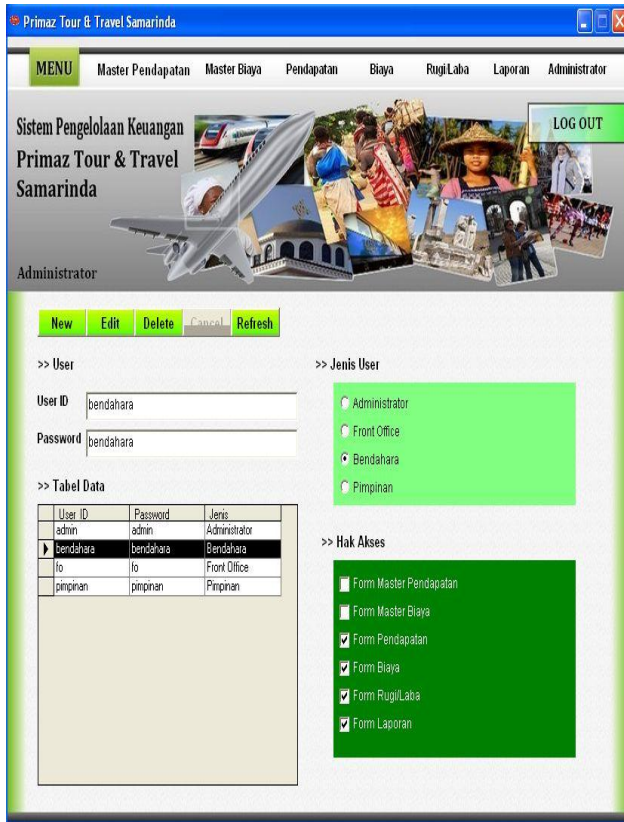 Primaz Tour & Travel Samarinda
MENU Master Pendapatan Master Biaya Pendapatan Biaya Rugi/Laba Laporan Administrator
LOG OUT
Sistem Pengelolaan Keuangan
Primaz Tour & Travel
Samarinda
Administrator
New Edit Delete Cancel Refresh
>> User
User ID bendahara
Password bendahara
>> Tabel Data
User ID Password Jenis
admin admin Administrator
bendahara bendahara Bendahara
fo fo Front Office
pimpinan pimpinan Pimpinan
>> Jenis User
Administrator
Front Office
Bendahara
Pimpinan
>> Hak Akses
Form Master Pendapatan
Form Master Biaya
Form Pendapatan
Form Biaya
Form Rugi/Laba
Form Laporan